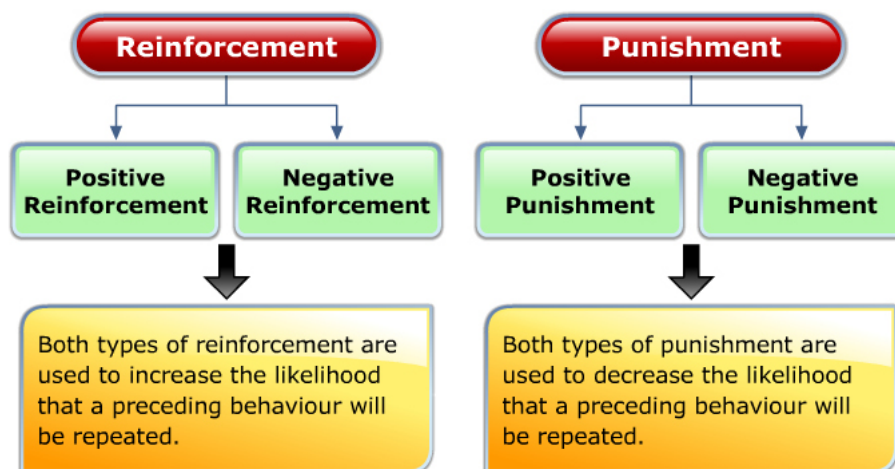 Reinforcement
Punishment
Positive
Reinforcement
Negative
Reinforcement
Positive
Punishment
Negative
Punishment
Both types of reinforcement are
used to increase the likelihood
that a preceding behaviour will
be repeated.
Both types of punishment are
used to decrease the likelihood
that a preceding behaviour will
be repeated.